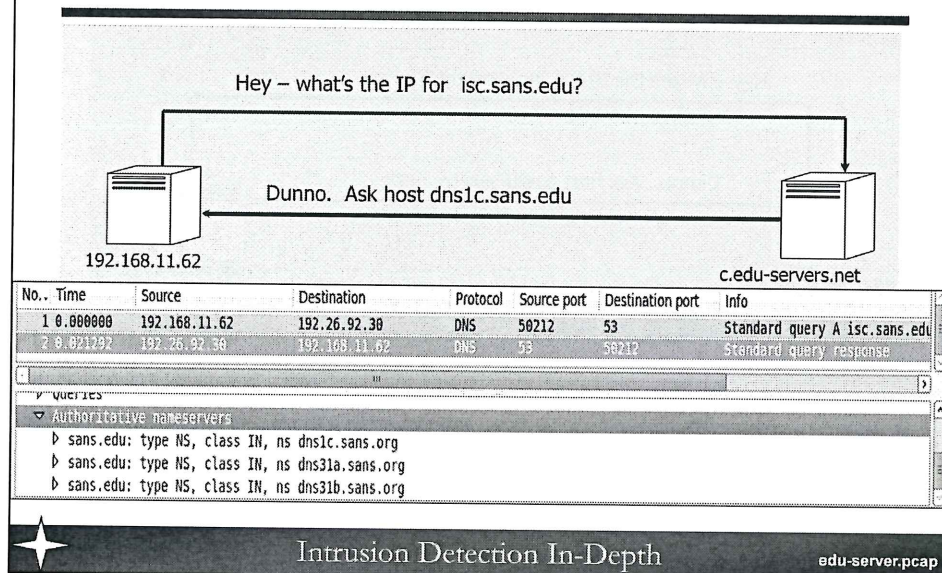 Hey – what's the IP for isc.sans.edu?
Dunno. Ask host dns1c.sans.edu
192.168.11.62
c.edu-servers.net
No.. Time Source Destination Protocol Source port Destination port Info
1 0.000000 192.168.11.62 192.26.92.30 DNS 50212 53 Standard query A isc.sans.edu
2 0.021292 192.26.92.30 192.168.11.62 DNS 53 50212 Standard query response
Queries
Authoritative nameservers
sans.edu: type NS, class IN, ns dns1c.sans.org
sans.edu: type NS, class IN, ns dns31a.sans.org
sans.edu: type NS, class IN, ns dns31b.sans.org
Intrusion Detection In-Depth
edu-server.pcap